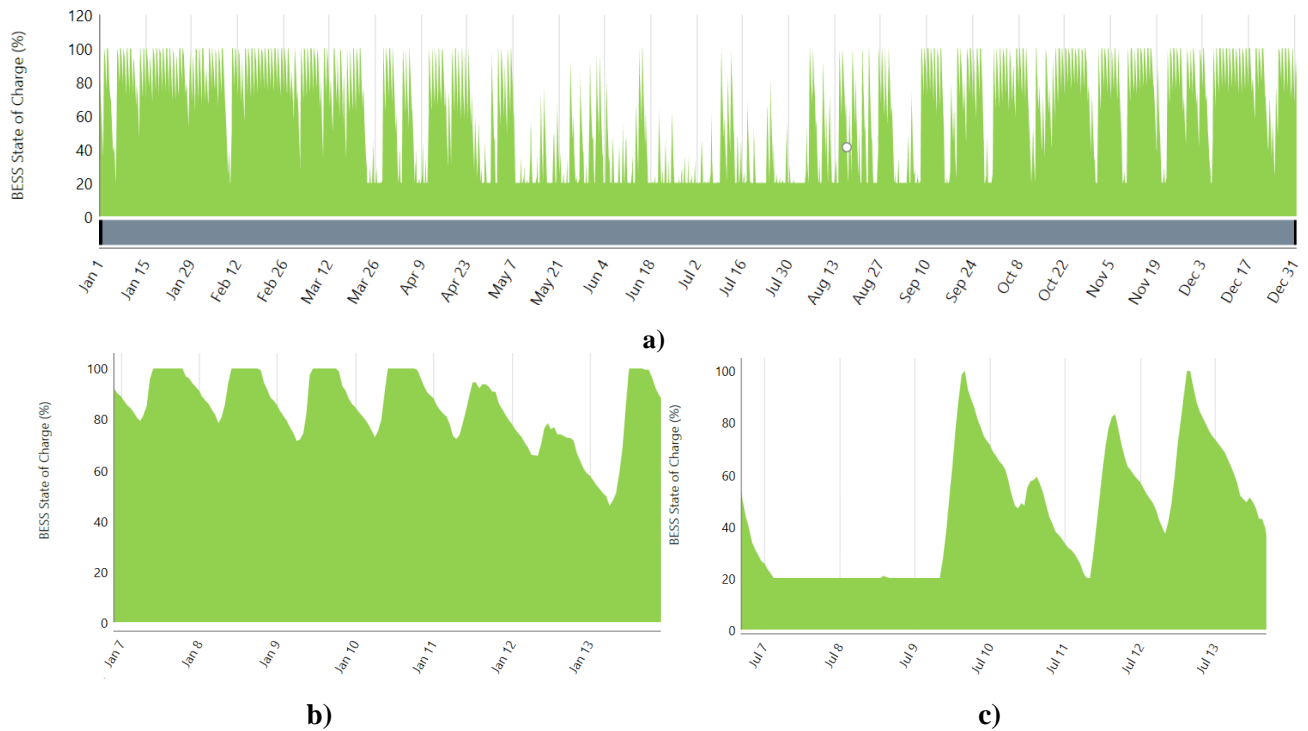 BESS State of Charge (%)
120
100
80
60
40
20
0
Jan 1 Jan 15 Jan 29 Feb 12 Feb 26 Mar 12 Mar 26 Apr 9 Apr 23 May 7 May 21 Jun 4 Jun 18 Jul 2 Jul 16 Jul 30 Aug 13 Aug 27 Sep 10 Sep 24 Oct 8 Oct 22 Nov 5 Nov 19 Dec 3 Dec 17 Dec 31
a)
BESS State of Charge (%)
100
80
60
40
20
0
Jan 7 Jan 8 Jan 9 Jan 10 Jan 11 Jan 12 Jan 13
b)
BESS State of Charge (%)
100
80
60
40
20
0
Jul 7 Jul 8 Jul 9 Jul 10 Jul 11 Jul 12 Jul 13
c)